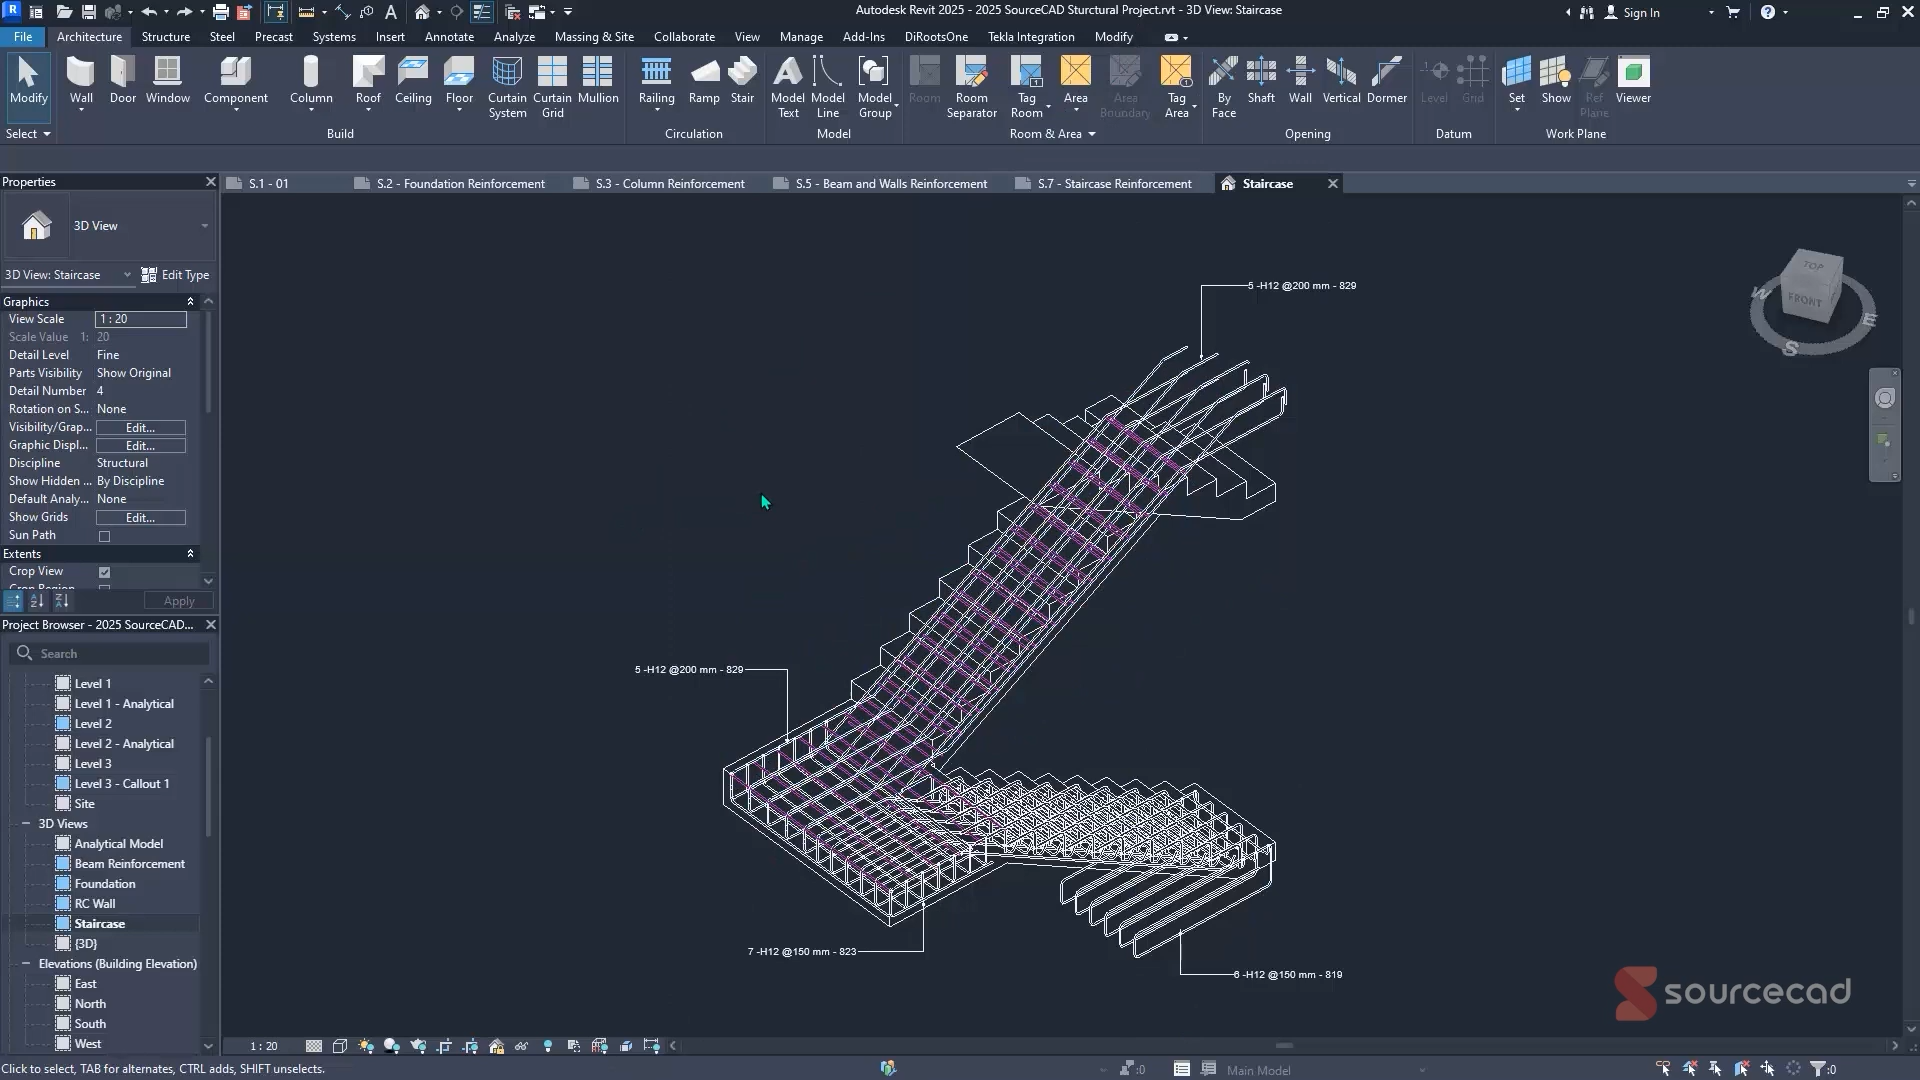 Autodesk Revit 2025 - 2025 SourceCAD Sturctural Project.rvt - 3D View: Staircase
Sign In
File Architecture Structure Steel Precast Systems Insert Annotate Analyze Massing & Site Collaborate View Manage Add-Ins DiRootsOne Tekla Integration Modify
Modify
Wall
Door
Window
Component
Column
Roof
Ceiling
Floor
Curtain System
Curtain Grid
Mullion
Railing
Ramp
Stair
Model Text
Model Line
Model Group
Room
Room Separator
Tag Room
Area
Area Boundary
Tag Area
By Face
Shaft
Wall
Vertical
Dormer
Level
Grid
Set
Show
Ref Plane
Viewer
Select
Build
Circulation
Model
Room & Area
Opening
Datum
Work Plane
Properties
S.1 - 01
S.2 - Foundation Reinforcement
S.3 - Column Reinforcement
S.5 - Beam and Walls Reinforcement
S.7 - Staircase Reinforcement
Staircase
3D View
3D View: Staircase Edit Type
Graphics
View Scale 1 : 20
Scale Value 1: 20
Detail Level Fine
Parts Visibility Show Original
Detail Number 4
Rotation on S... None
Visibility/Grap... Edit...
Graphic Displ... Edit...
Discipline Structural
Show Hidden ... By Discipline
Default Analy... None
Show Grids Edit...
Sun Path
Extents
Crop View
Crop Region
Apply
Project Browser - 2025 SourceCAD...
Search
Level 1
Level 1 - Analytical
Level 2
Level 2 - Analytical
Level 3
Level 3 - Callout 1
Site
3D Views
Analytical Model
Beam Reinforcement
Foundation
RC Wall
Staircase
{3D}
Elevations (Building Elevation)
East
North
South
West
5 -H12 @200 mm - 829
5 -H12 @200 mm - 829
7 -H12 @150 mm - 823
6 -H12 @150 mm - 819
TOP
FRONT
W
E
S
sourcecad
1 : 20
Click to select, TAB for alternates, CTRL adds, SHIFT unselects.
:0
Main Model
:0